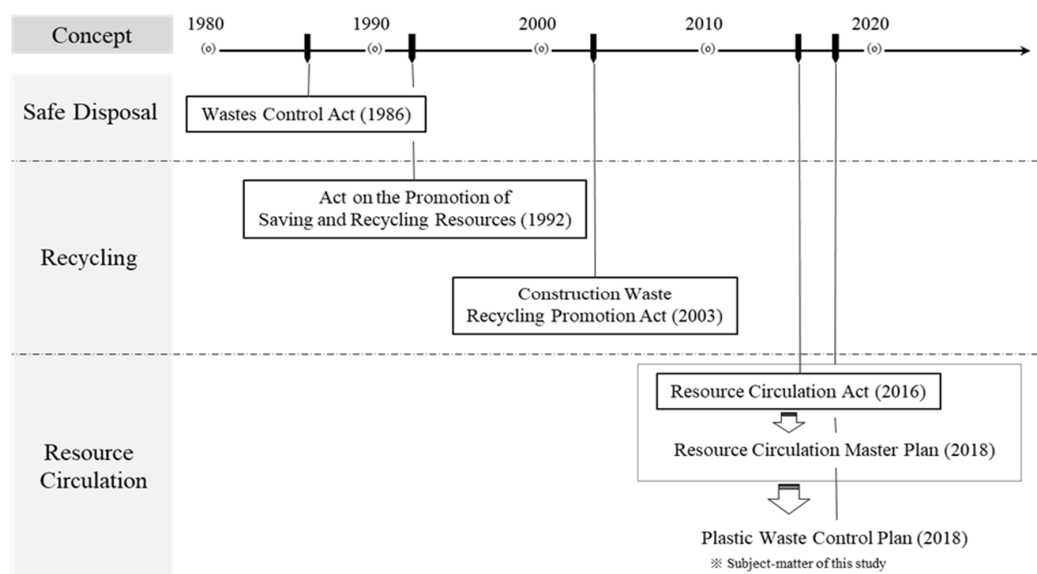 Concept
1980 1990 2000 2010 2020
(o) (o) (o) (o) (o)
Safe Disposal
Wastes Control Act (1986)
Recycling
Act on the Promotion of
Saving and Recycling Resources (1992)
Construction Waste
Recycling Promotion Act (2003)
Resource
Circulation
Resource Circulation Act (2016)
Resource Circulation Master Plan (2018)
Plastic Waste Control Plan (2018)
※ Subject-matter of this study